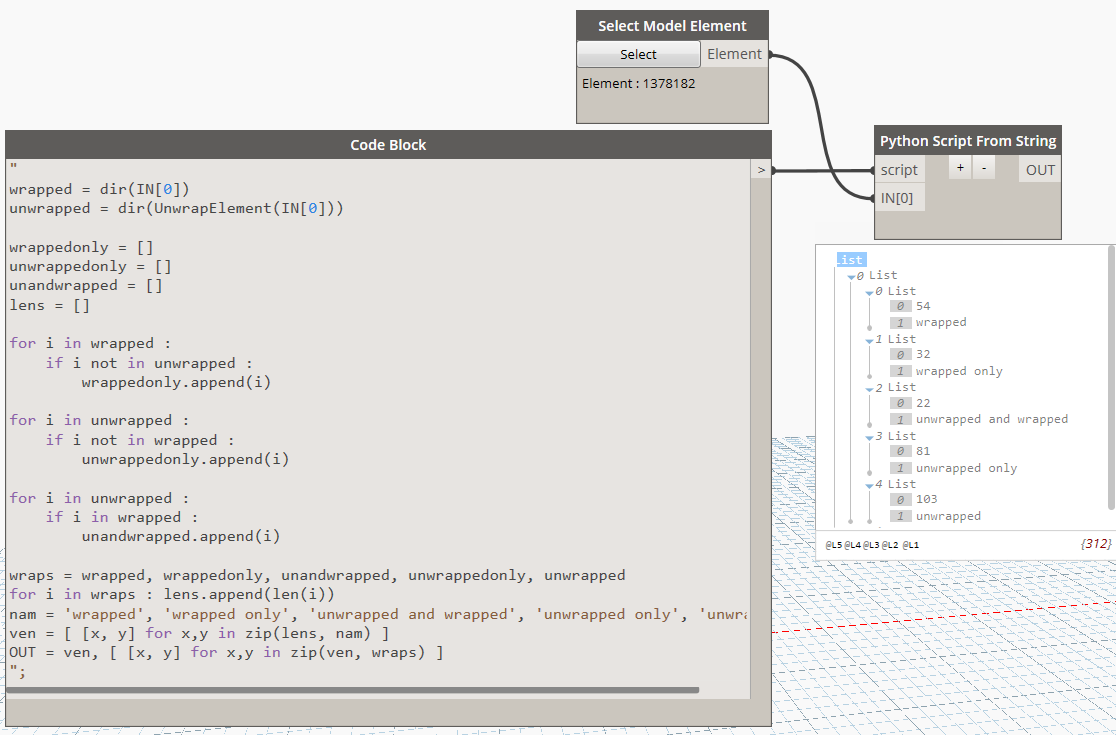 Select Model Element
Select
Element
Element : 1378182
Code Block
"
wrapped = dir(IN[0])
unwrapped = dir(UnwrapElement(IN[0]))
wrappedonly = []
unwrappedonly = []
unandwrapped = []
lens = []
for i in wrapped :
if i not in unwrapped :
wrappedonly.append(i)
for i in unwrapped :
if i not in wrapped :
unwrappedonly.append(i)
for i in unwrapped :
if i in wrapped :
unandwrapped.append(i)
wraps = wrapped, wrappedonly, unandwrapped, unwrappedonly, unwrapped
for i in wraps : lens.append(len(i))
nam = 'wrapped', 'wrapped only', 'unwrapped and wrapped', 'unwrapped only', 'unwra
ven = [ [x, y] for x,y in zip(lens, nam) ]
OUT = ven, [ [x, y] for x,y in zip(ven, wraps) ]
";
>
Python Script From String
script
+
-
OUT
IN[0]
List
0 List
0 List
0 54
1 wrapped
1 List
0 32
1 wrapped only
2 List
0 22
1 unwrapped and wrapped
3 List
0 81
1 unwrapped only
4 List
0 103
1 unwrapped
@L5 @L4 @L3 @L2 @L1
{312}